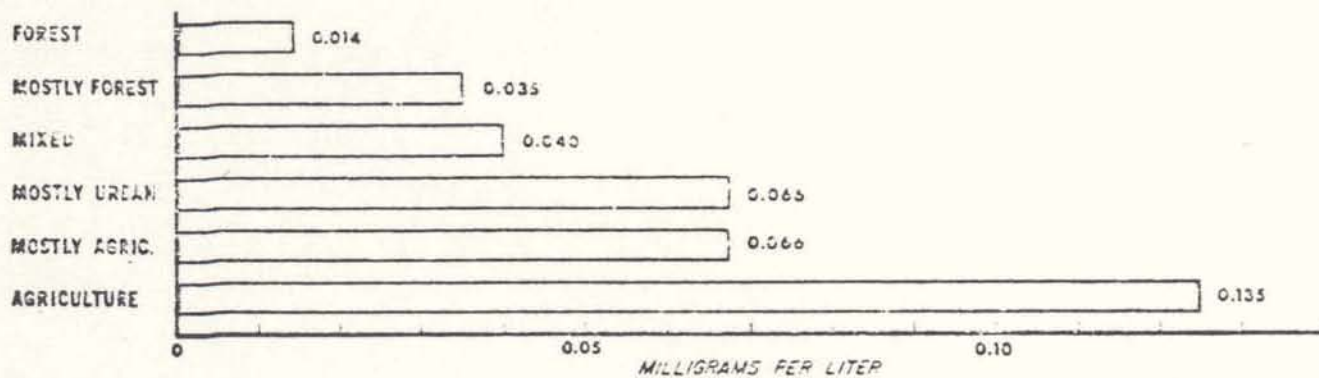 FOREST 0.014
MOSTLY FOREST 0.035
MIXED 0.040
MOSTLY URBAN 0.066
MOSTLY AGRIC. 0.066
AGRICULTURE 0.135
0 0.05 0.10
MILLIGRAMS PER LITER